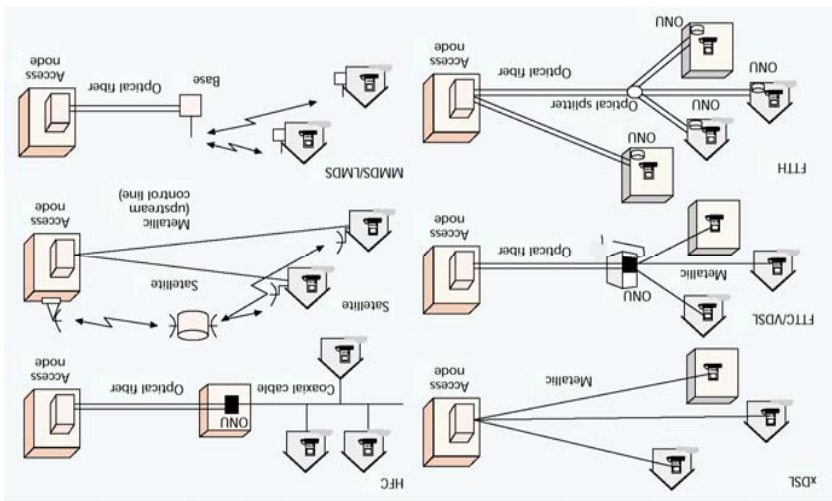 xDSL
Metallic
Access
node
HFC
ONU
Coaxial cable
Optical fiber
Access
node
FTTC/VDSL
Metallic
ONU
Optical fiber
Access
node
Satellite
Satellite
Metallic
(upstream)
control line)
Access
node
FTTH
ONU
ONU
ONU
ONU
Optical splitter
Optical fiber
Access
node
MMDS/LMDS
Base
Optical fiber
Access
node